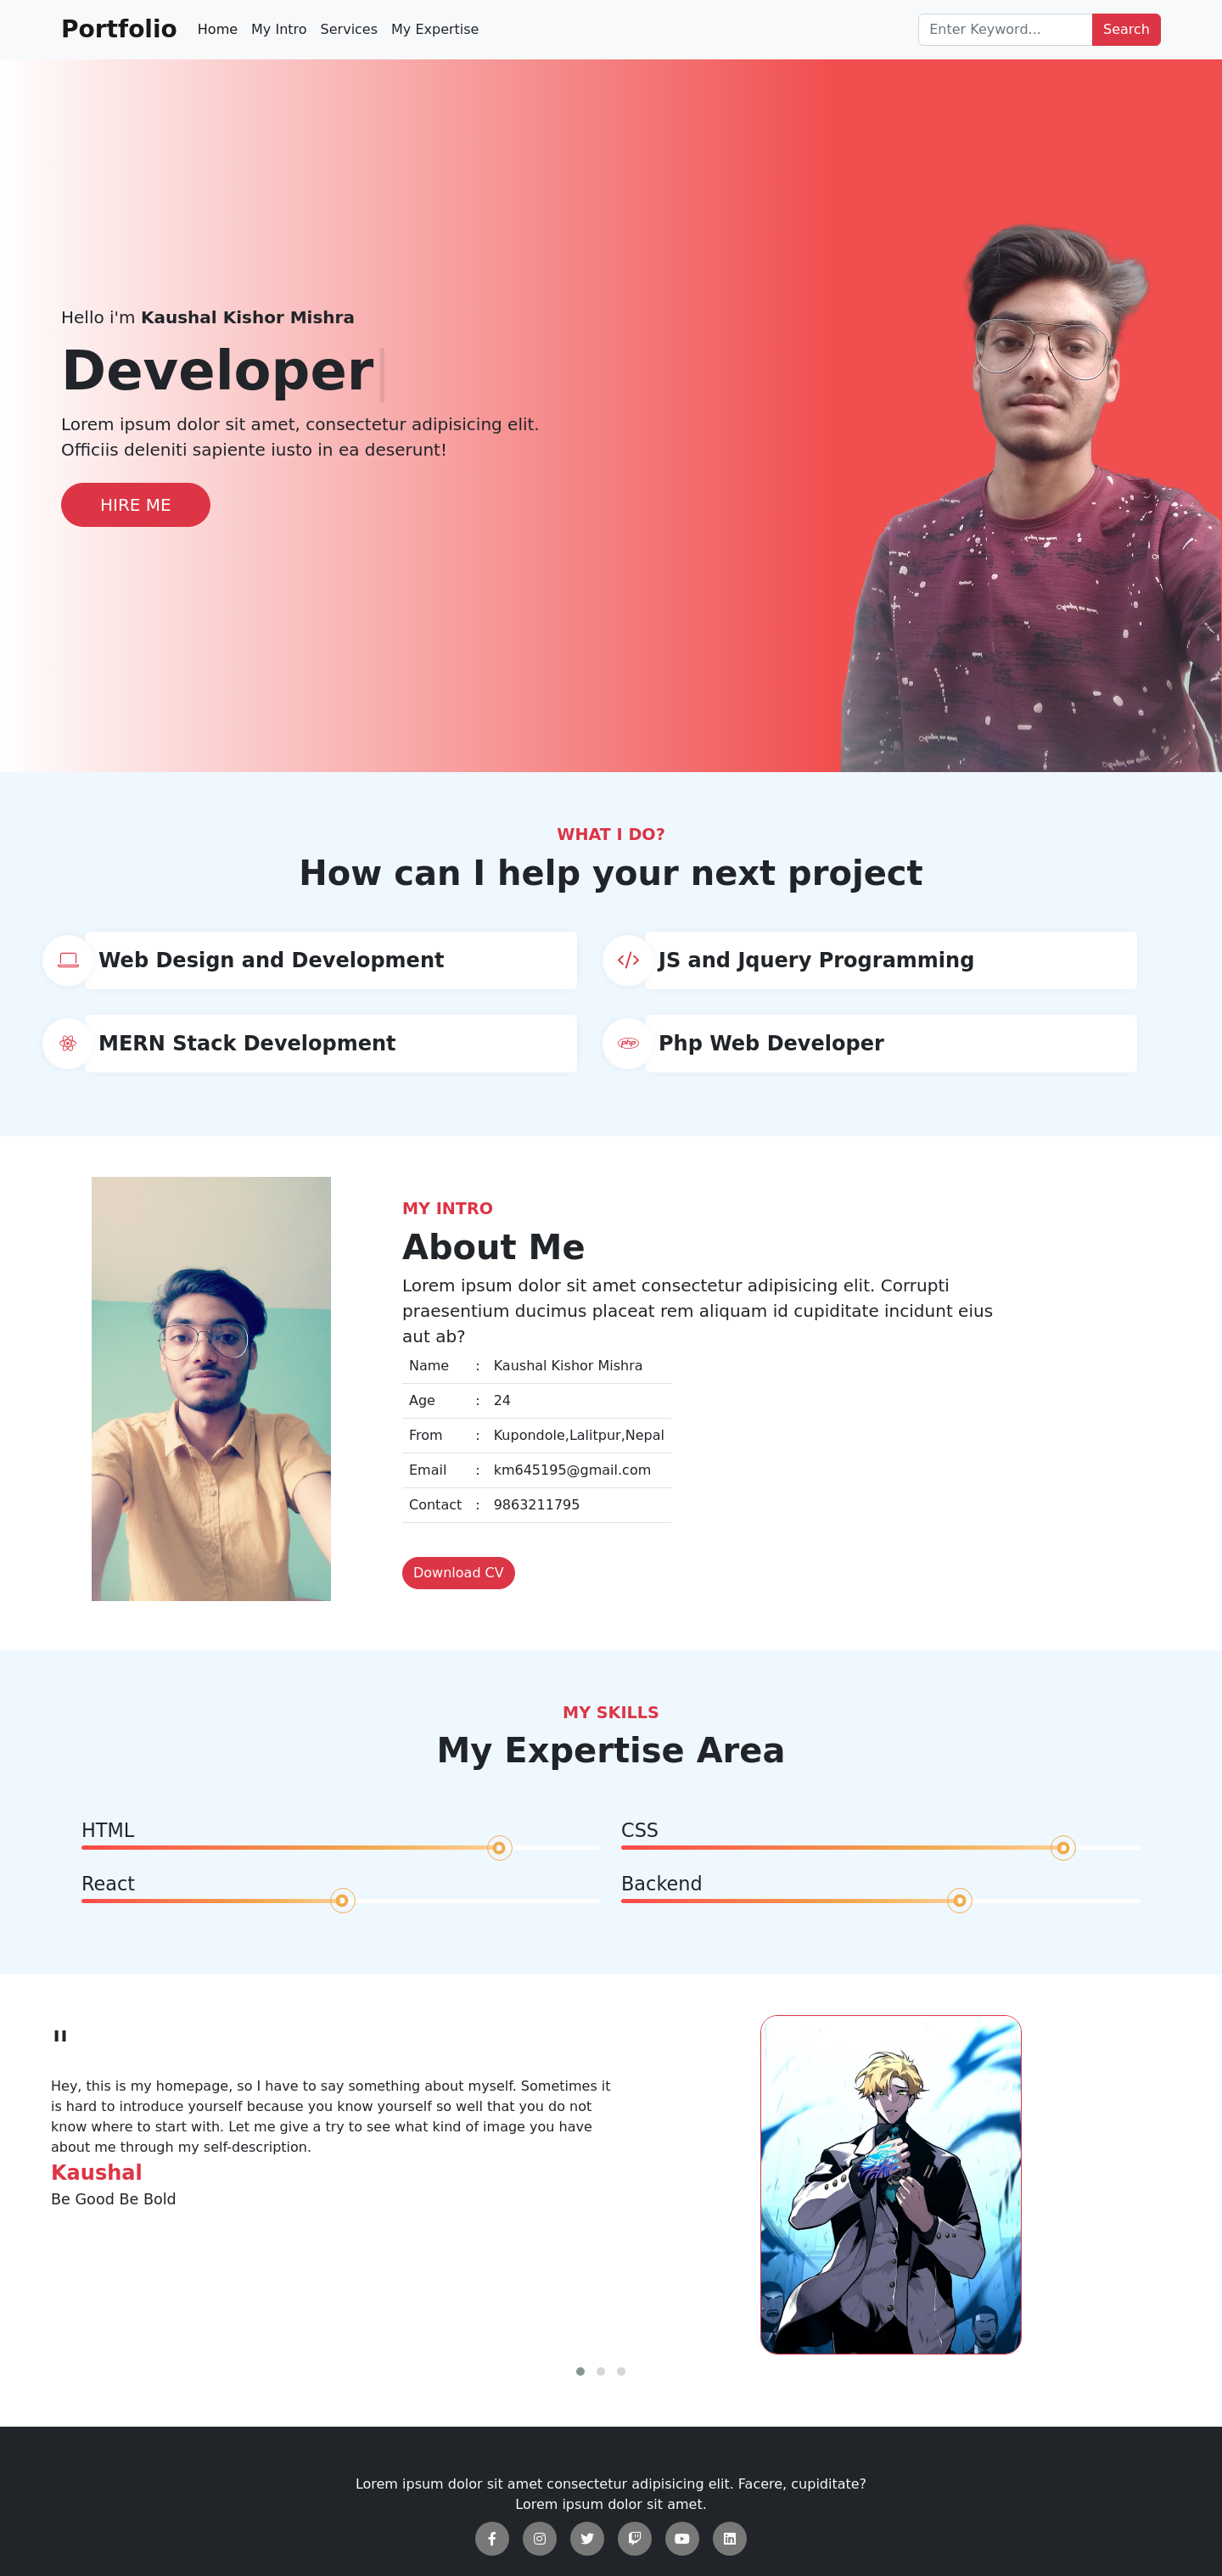 Portfolio Home My Intro Services My Expertise Enter Keyword... Search
Hello i'm Kaushal Kishor Mishra
Developer|
Lorem ipsum dolor sit amet, consectetur adipisicing elit.
Officiis deleniti sapiente iusto in ea deserunt!
HIRE ME
WHAT I DO?
How can I help your next project
Web Design and Development
JS and Jquery Programming
MERN Stack Development
php
Php Web Developer
MY INTRO
About Me
Lorem ipsum dolor sit amet consectetur adipisicing elit. Corrupti
praesentium ducimus placeat rem aliquam id cupiditate incidunt eius
aut ab?
Name : Kaushal Kishor Mishra
Age : 24
From : Kupondole,Lalitpur,Nepal
Email : km645195@gmail.com
Contact : 9863211795
Download CV
MY SKILLS
My Expertise Area
HTML
CSS
React
Backend
"
Hey, this is my homepage, so I have to say something about myself. Sometimes it
is hard to introduce yourself because you know yourself so well that you do not
know where to start with. Let me give a try to see what kind of image you have
about me through my self-description.
Kaushal
Be Good Be Bold
Lorem ipsum dolor sit amet consectetur adipisicing elit. Facere, cupiditate?
Lorem ipsum dolor sit amet.